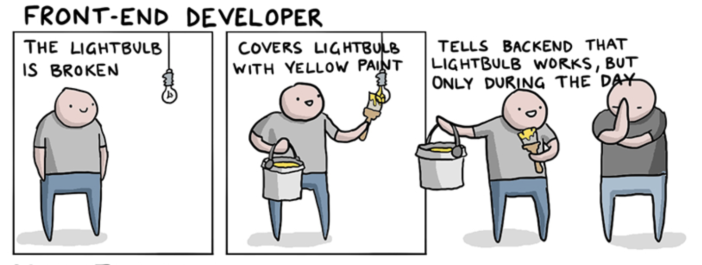 FRONT-END DEVELOPER
THE LIGHTBULB
IS BROKEN
COVERS LIGHTBULB
WITH YELLOW PAINT
TELLS BACKEND THAT
LIGHTBULB WORKS, BUT
ONLY DURING THE DAY